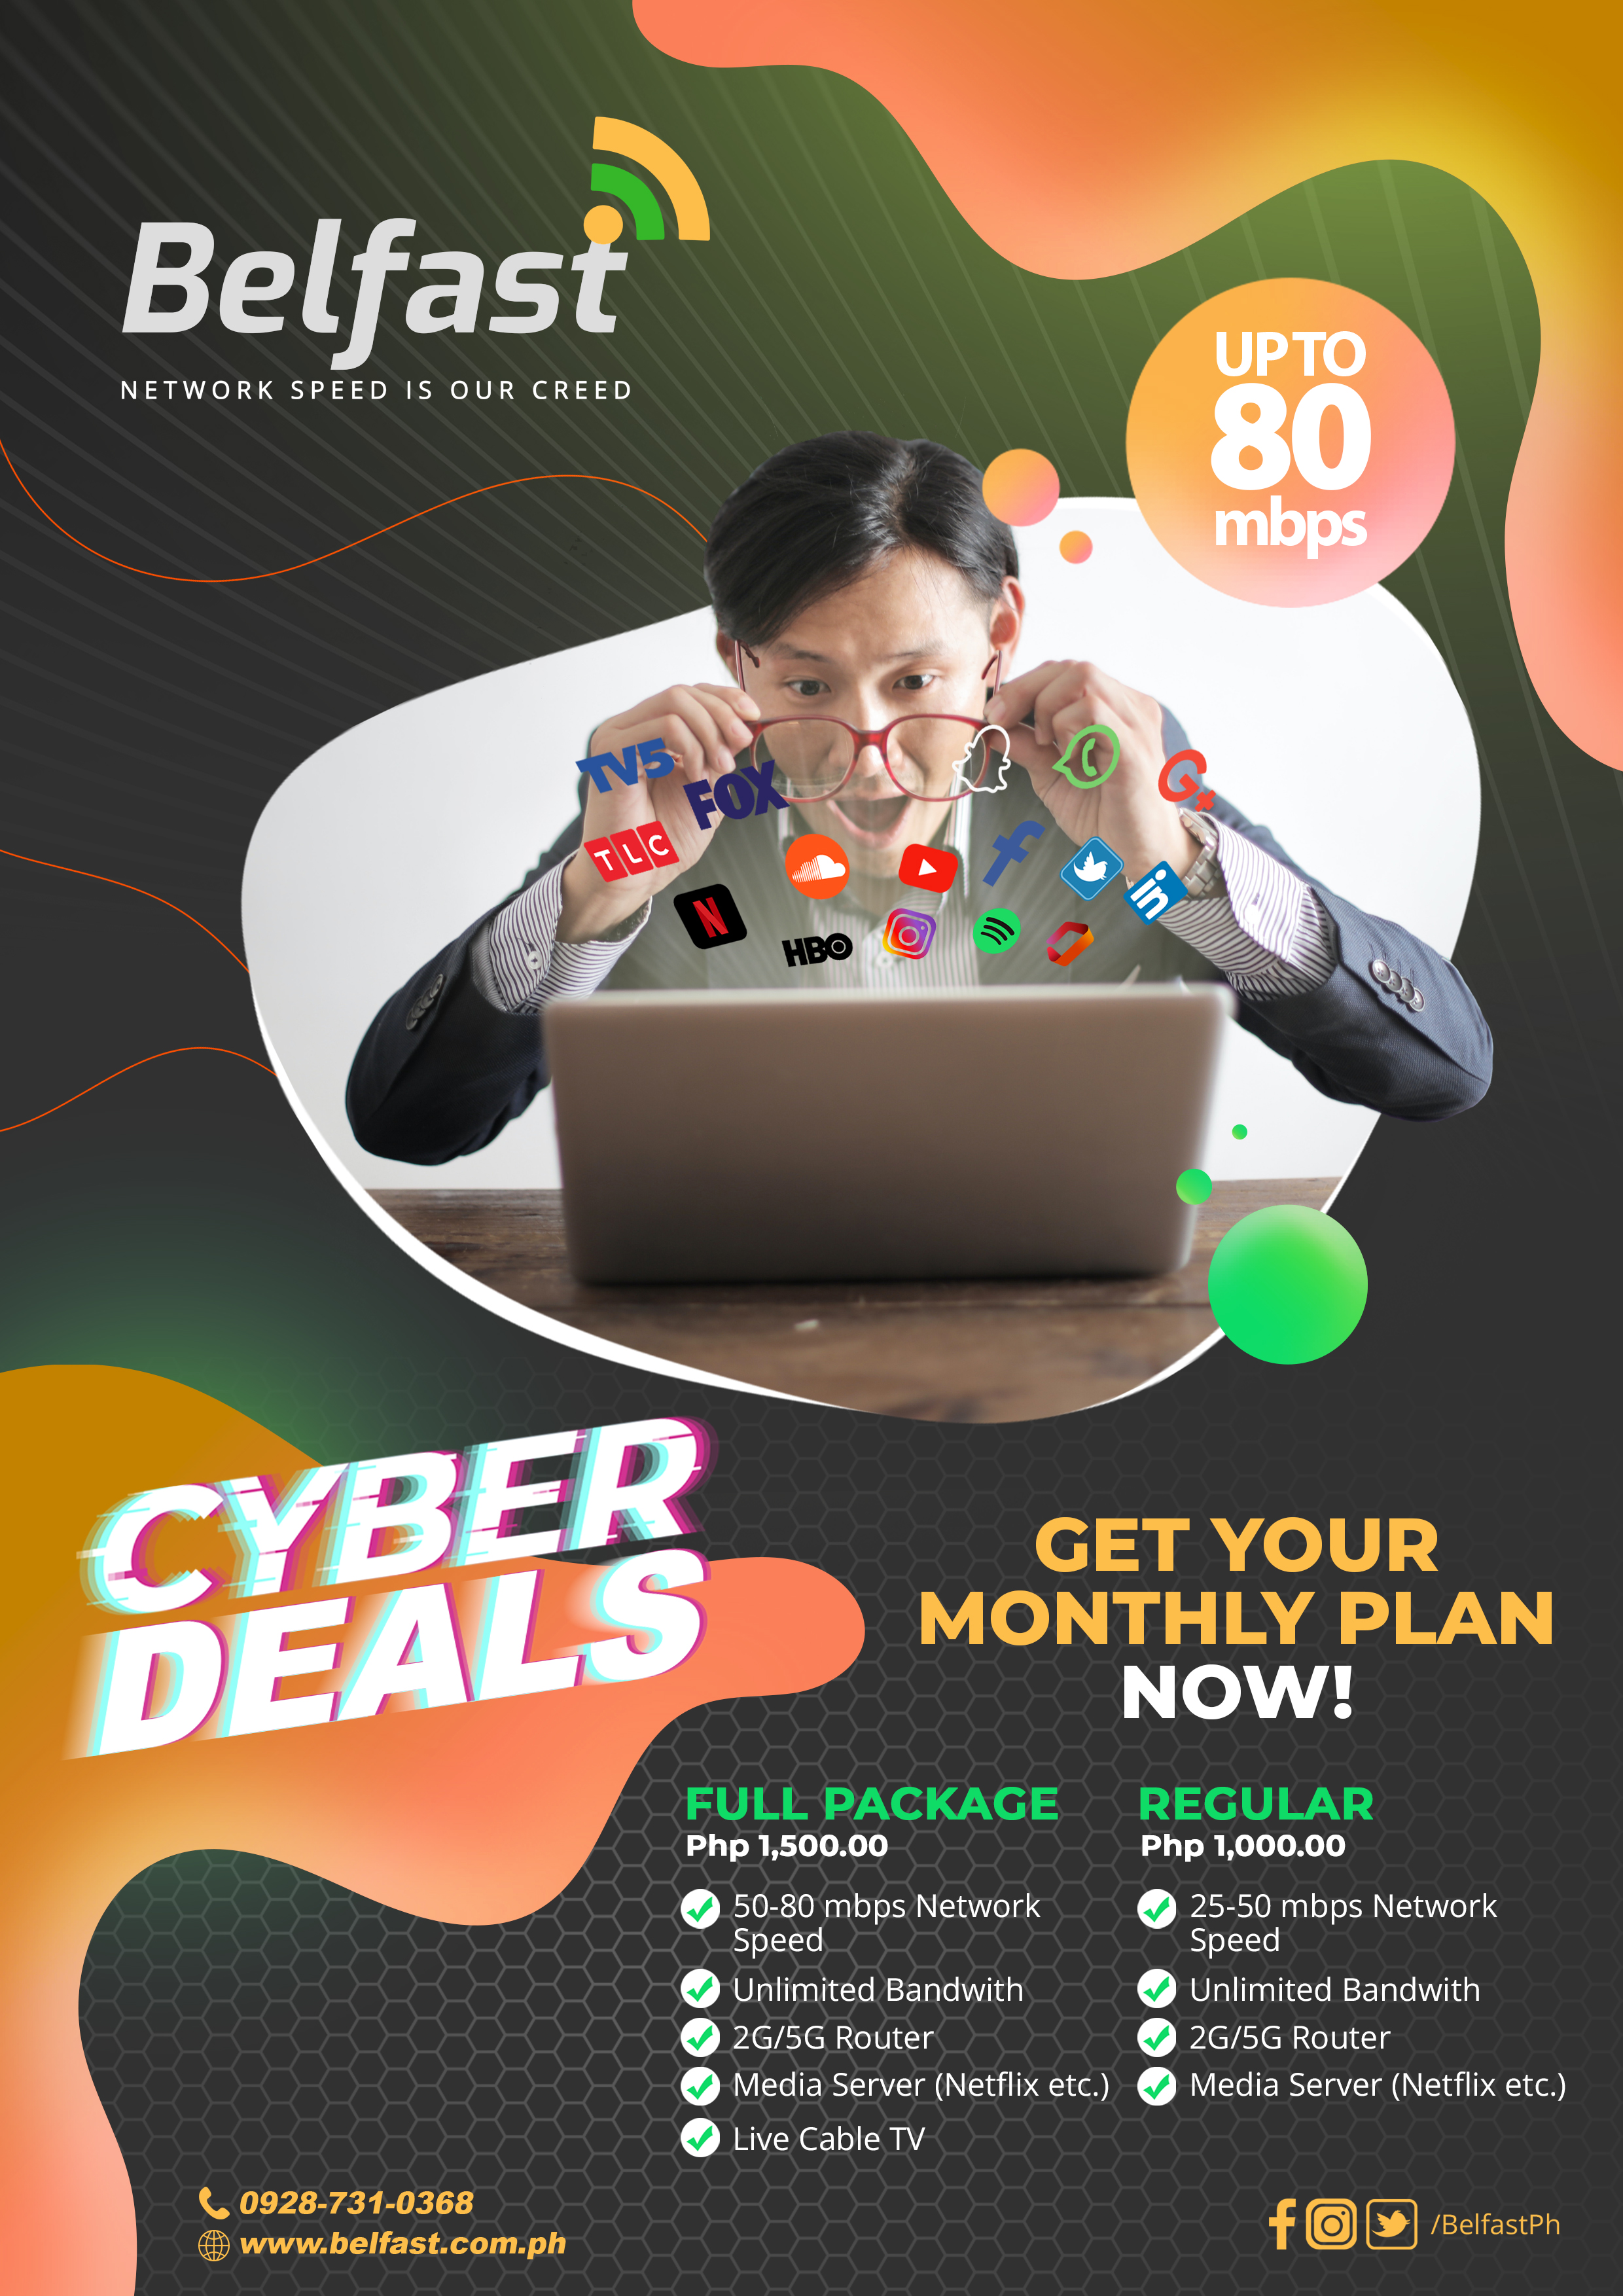 Belfast
NETWORK SPEED IS OUR CREED
UP TO
80
mbps
TV5
FOX
G+
TLC
f
in
N
HBO
CYBER
DEALS
GET YOUR
MONTHLY PLAN
NOW!
FULL PACKAGE
Php 1,500.00
50-80 mbps Network
Speed
Unlimited Bandwith
2G/5G Router
Media Server (Netflix etc.)
Live Cable TV
REGULAR
Php 1,000.00
25-50 mbps Network
Speed
Unlimited Bandwith
2G/5G Router
Media Server (Netflix etc.)
0928-731-0368
www.belfast.com.ph
/BelfastPh